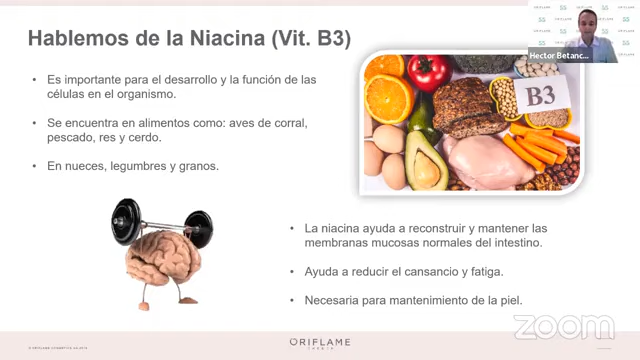 Hablemos de la Niacina (Vit. B3)
Es importante para el desarrollo y la función de las
células en el organismo.
Se encuentra en alimentos como: aves de corral,
pescado, res y cerdo.
En nueces, legumbres y granos.
B3
Hector Betanc...
La niacina ayuda a reconstruir y mantener las
membranas mucosas normales del intestino.
Ayuda a reducir el cansancio y fatiga.
Necesaria para mantenimiento de la piel.
ORIFLAME
zoom